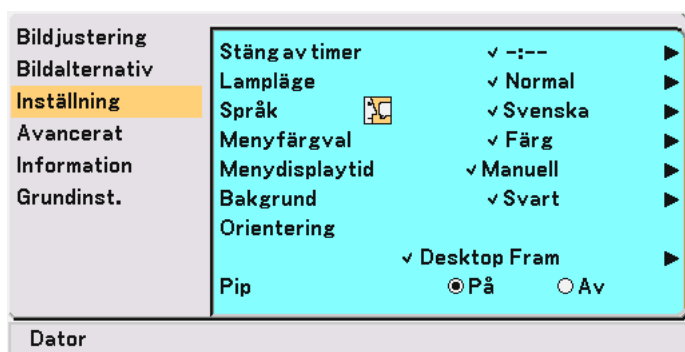 Bildjustering
Bildalternativ
Inställning
Avancerat
Information
Grundinst.
Stäng av timer ✓ -:--
Lampläge ✓ Normal
Språk ✓ Svenska
Menyfärgval ✓ Färg
Menydisplaytid ✓ Manuell
Bakgrund ✓ Svart
Orientering
✓ Desktop Fram
Pip På Av
Dator